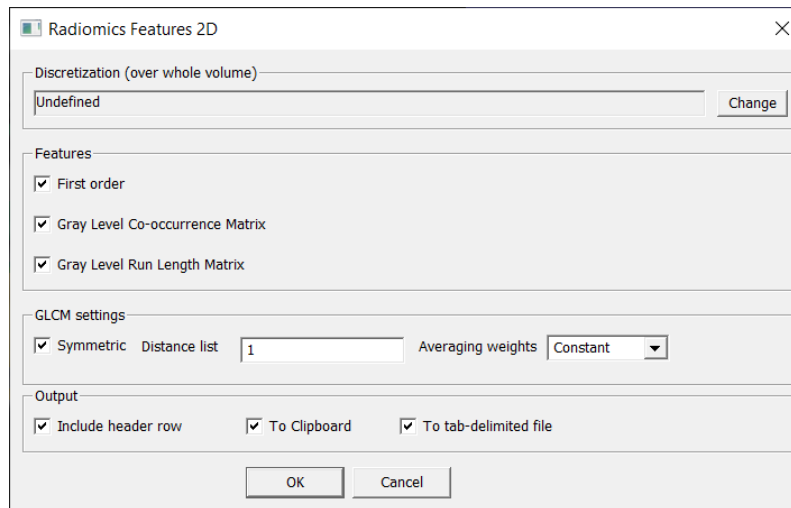 Radiomics Features 2D
Discretization (over whole volume)
Undefined Change
Features
First order
Gray Level Co-occurrence Matrix
Gray Level Run Length Matrix
GLCM settings
Symmetric Distance list 1 Averaging weights Constant
Output
Include header row To Clipboard To tab-delimited file
OK Cancel